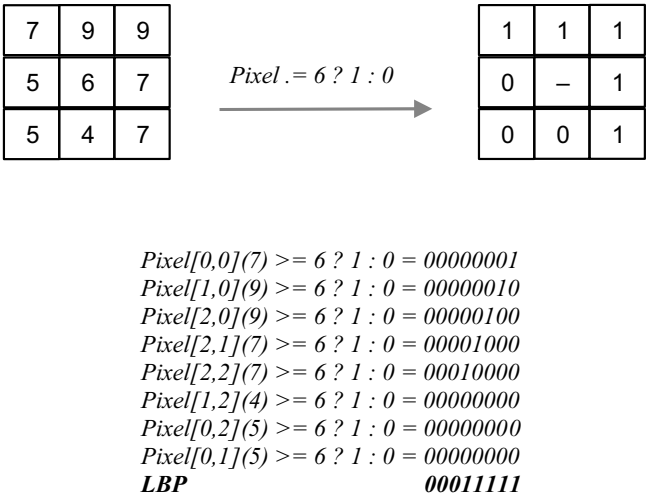 7 9 9
5 6 7
5 4 7
Pixel .= 6 ? 1 : 0
1 1 1
0 – 1
0 0 1
Pixel[0,0](7) >= 6 ? 1 : 0 = 00000001
Pixel[1,0](9) >= 6 ? 1 : 0 = 00000010
Pixel[2,0](9) >= 6 ? 1 : 0 = 00000100
Pixel[2,1](7) >= 6 ? 1 : 0 = 00001000
Pixel[2,2](7) >= 6 ? 1 : 0 = 00010000
Pixel[1,2](4) >= 6 ? 1 : 0 = 00000000
Pixel[0,2](5) >= 6 ? 1 : 0 = 00000000
Pixel[0,1](5) >= 6 ? 1 : 0 = 00000000
LBP 00011111